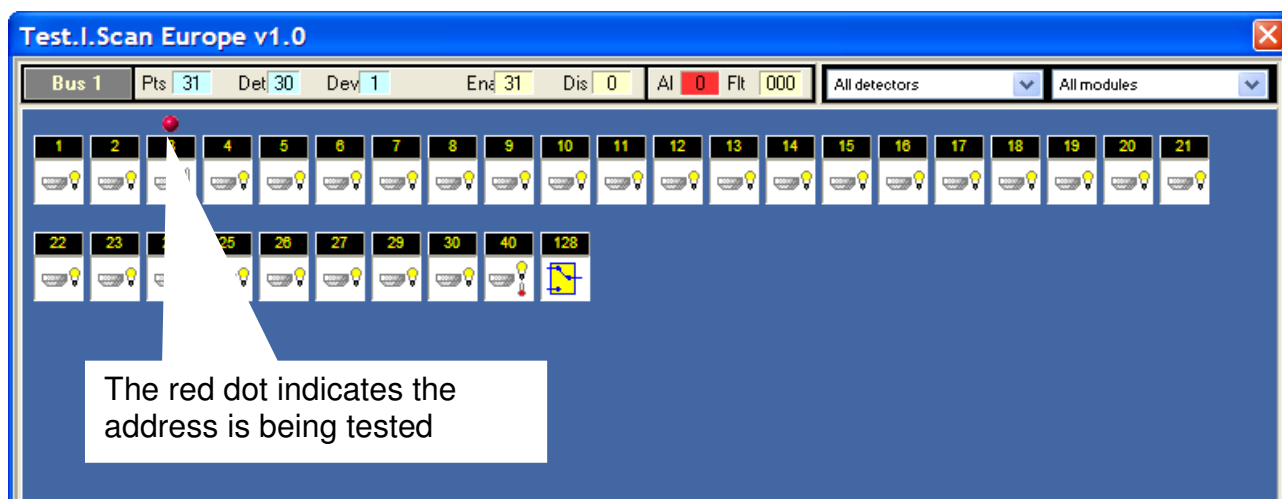 Test.I.Scan Europe v1.0
Bus 1 Pts 31 Det 30 Dev 1 Ena 31 Dis 0 Al 0 Flt 000 All detectors All modules
1 2 3 4 5 6 7 8 9 10 11 12 13 14 15 16 17 18 19 20 21
22 23 25 26 27 29 30 40 128
The red dot indicates the
address is being tested